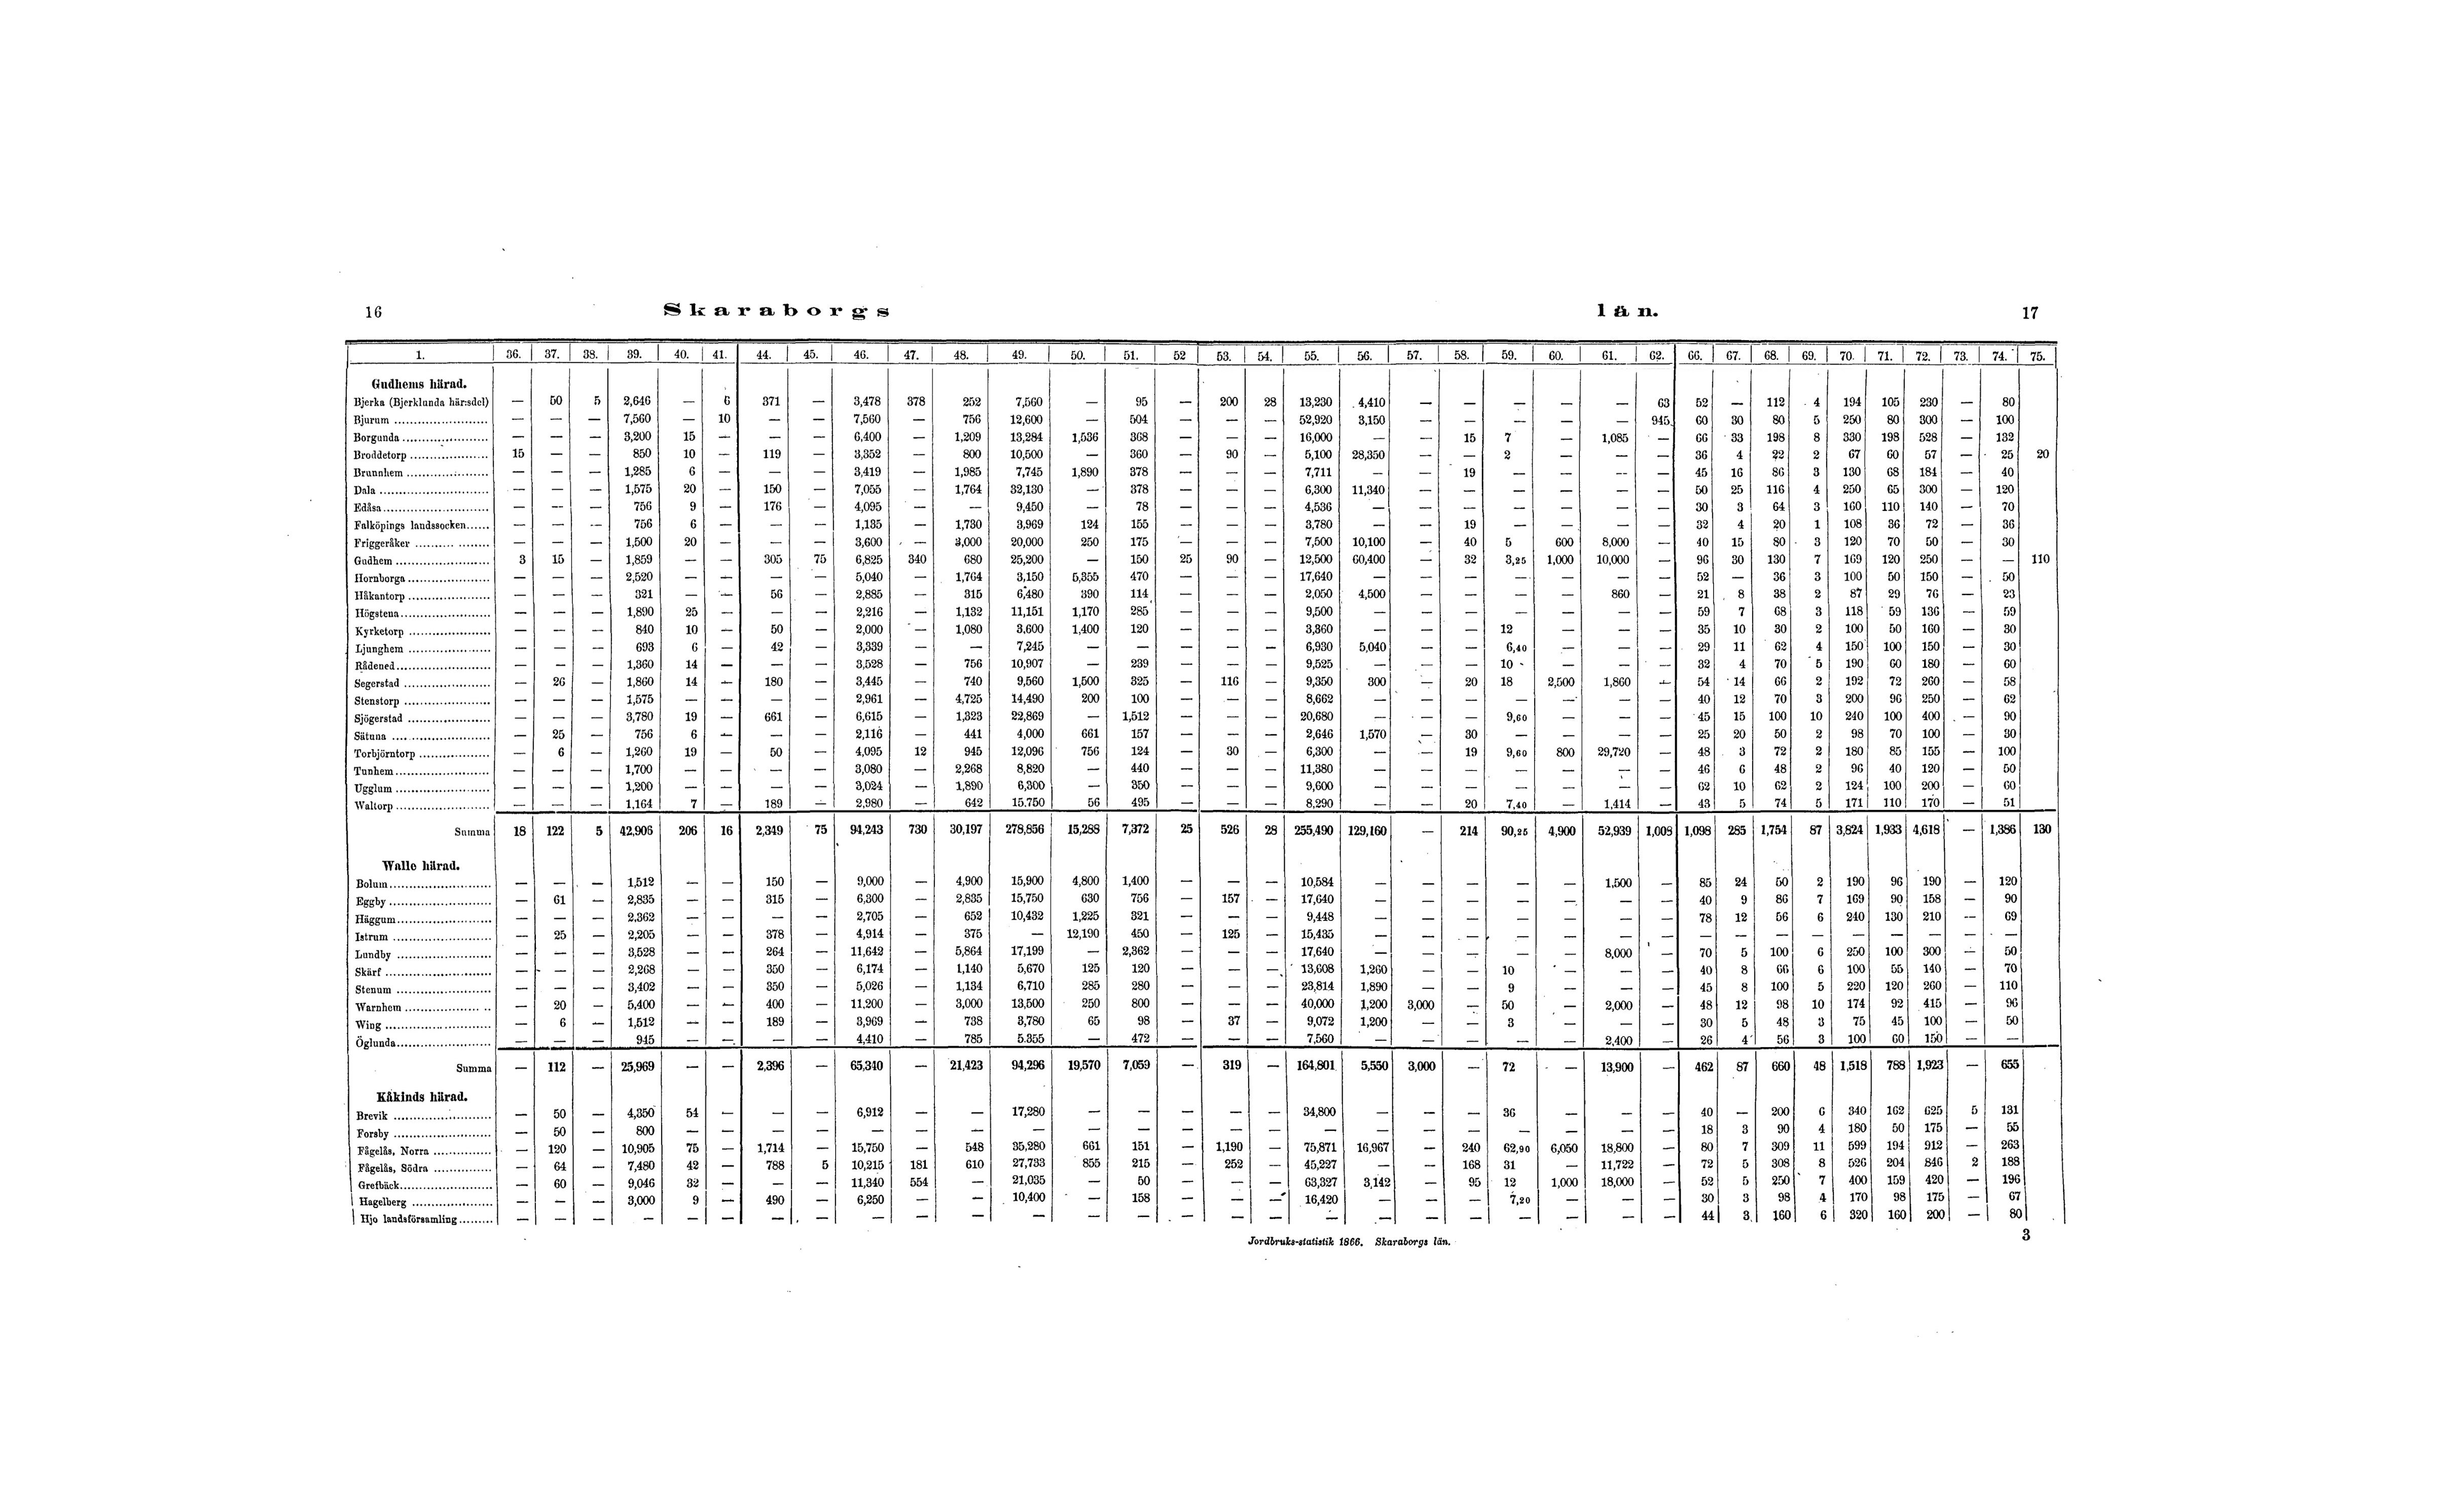 16 Skaraborgs län. 17
1. 36. 37. 38. 39. 40. 41. 44. 45. 46. 47. 48. 49. 50. 51. 52 53. 54. 55. 56. 57. 58. 59. 60. 61. 62. 66. 67. 68. 69. 70. 71. 72. 73. 74. 75.
Gudhems härad.
Bjerka (Bjerklunda här:sdel) — 50 5 2,646 — 6 371 — 3,478 378 252 7,560 — 95 — 200 28 13,230 4,410 — — — — — 63 52 — 112 4 194 105 230 — 80
Bjurum — — — 7,560 — 10 — — 7,560 — 756 12,600 — 504 — — — 52,920 3,150 — — — — — 945 60 30 80 5 250 80 300 — 100
Borgunda — — — 3,200 15 — — — 6,400 — 1,209 13,284 1,536 368 — — — 16,000 — — 15 7 — 1,085 — 66 33 198 8 330 198 528 — 132
Broddetorp 15 — — 850 10 — 119 — 3,352 — 800 10,500 — 360 — 90 — 5,100 28,350 — — 2 — — — 36 4 22 2 67 60 57 — 25 20
Brunnhem — — — 1,285 6 — — — 3,419 — 1,985 7,745 1,890 378 — — — 7,711 — — 19 — — — — 45 16 86 3 130 68 184 — 40
Dala — — — 1,575 20 — 150 — 7,055 — 1,764 32,130 — 378 — — — 6,300 11,340 — — — — — — 50 25 116 4 250 65 300 — 120
Edåsa — — — 756 9 — 176 — 4,095 — — 9,450 — 78 — — — 4,536 — — — — — — — 30 3 64 3 160 110 140 — 70
Falköpings landssocken — — — 756 6 — — — 1,135 — 1,730 3,969 124 155 — — — 3,780 — — 19 — — — — 32 4 20 1 108 36 72 — 36
Friggeråker — — — 1,500 20 — — — 3,600 — 3,000 20,000 250 175 — — — 7,500 10,100 — 40 5 600 8,000 — 40 15 80 3 120 70 50 — 30
Gudhem 3 15 — 1,859 — — 305 75 6,825 340 680 25,200 — 150 25 90 — 12,500 60,400 — 32 3,25 1,000 10,000 — 96 30 130 7 169 120 250 — — 110
Hornborga — — — 2,520 — — — — 5,040 — 1,764 3,150 5,355 470 — — — 17,640 — — — — — — — 52 — 36 3 100 50 150 — 50
Håkantorp — — — 321 — — 56 — 2,885 — 315 6,480 390 114 — — — 2,050 4,500 — — — — 860 — 21 8 38 2 87 29 76 — 23
Högstena — — — 1,890 25 — — — 2,216 — 1,132 11,151 1,170 285 — — — 9,500 — — — — — — — 59 7 68 3 118 59 136 — 59
Kyrketorp — — — 840 10 — 50 — 2,000 — 1,080 3,600 1,400 120 — — — 3,360 — — — 12 — — — 35 10 30 2 100 50 160 — 30
Ljunghem — — — 693 6 — 42 — 3,339 — — 7,245 — — — — — 6,930 5,040 — — 6,40 — — — 29 11 62 4 150 100 150 — 30
Rådened — — — 1,360 14 — — — 3,528 — 756 10,907 — 239 — — — 9,525 — — — 10 — — — 32 4 70 5 190 60 180 — 60
Segerstad — 26 — 1,860 14 — 180 — 3,445 — 740 9,560 1,500 325 — 116 — 9,350 300 — 20 18 2,500 1,860 — 54 14 66 2 192 72 260 — 58
Stenstorp — — — 1,575 — — — — 2,961 — 4,725 14,490 200 100 — — — 8,662 — — — — — — — 40 12 70 3 200 96 250 — 62
Sjögerstad — — — 3,780 19 — 661 — 6,615 — 1,323 22,869 — 1,512 — — — 20,680 — — — 9,60 — — — 45 15 100 10 240 100 400 — 90
Sätuna — 25 — 756 6 — — — 2,116 — 441 4,000 661 157 — — — 2,646 1,570 — 30 — — — — 25 20 50 2 98 70 100 — 30
Torbjörntorp — 6 — 1,260 19 — 50 — 4,095 12 945 12,096 756 124 — 30 — 6,300 — — 19 9,60 800 29,720 — 48 3 72 2 180 85 155 — 100
Tunhem — — — 1,700 — — — — 3,080 — 2,268 8,820 — 440 — — — 11,380 — — — — — — — 46 6 48 2 96 40 120 — 50
Ugglum — — — 1,200 — — — — 3,024 — 1,890 6,300 — 350 — — — 9,600 — — — — — — — 62 10 62 2 124 100 200 — 60
Waltorp — — — 1,164 7 — 189 — 2,980 — 642 15.750 56 495 — — — 8,290 — — 20 7,40 — 1,414 — 43 5 74 5 171 110 170 — 51
Summa 18 122 5 42,906 206 16 2,349 75 94,243 730 30,197 278,856 15,288 7,372 25 526 28 255,490 129,160 — 214 90,25 4,900 52,939 1,008 1,098 285 1,754 87 3,824 1,933 4,618 — 1,386 130
Walle härad.
Bolum — — — 1,512 — — 150 — 9,000 — 4,900 15,900 4,800 1,400 — — — 10,584 — — — — — 1,500 — 85 24 50 2 190 96 190 — 120
Eggby — 61 — 2,835 — — 315 — 6,300 — 2,835 15,750 630 756 — 157 — 17,640 — — — — — — — 40 9 86 7 169 90 158 — 90
Häggum — — — 2,362 — — — — 2,705 — 652 10,432 1,225 321 — — — 9,448 — — — — — — — 78 12 56 6 240 130 210 — 69
Istrum — 25 — 2,205 — — 378 — 4,914 — 375 — 12,190 450 — 125 — 15,435 — — — — — — — — — — — — — — — —
Lundby — — — 3,528 — — 264 — 11,642 — 5,864 17,199 — 2,362 — — — 17,640 — — — — — 8,000 — 70 5 100 6 250 100 300 — 50
Skärf — — — 2,268 — — 350 — 6,174 — 1,140 5,670 125 120 — — — 13,608 1,260 — — 10 — — — 40 8 66 6 100 55 140 — 70
Stenum — — — 3,402 — — 350 — 5,026 — 1,134 6,710 285 280 — — — 23,814 1,890 — — 9 — — — 45 8 100 5 220 120 260 — 110
Warnhem — 20 — 5,400 — — 400 — 11,200 — 3,000 13,500 250 800 — — — 40,000 1,200 3,000 — 50 — 2,000 — 48 12 98 10 174 92 415 — 96
Wing — 6 — 1,512 — — 189 — 3,969 — 738 3,780 65 98 — 37 — 9,072 1,200 — — 3 — — — 30 5 48 3 75 45 100 — 50
Öglunda — — — 945 — — — — 4,410 — 785 5.355 — 472 — — — 7,560 — — — — — 2,400 — 26 4 56 3 100 60 150 — —
Summa — 112 — 25,969 — — 2,396 — 65,340 — 21,423 94,296 19,570 7,059 — 319 — 164,801 5,550 3,000 — 72 — 13,900 — 462 87 660 48 1,518 788 1,923 — 655
Kåkinds härad.
Brevik — 50 — 4,350 54 — — — 6,912 — — 17,280 — — — — — 34,800 — — — 36 — — — 40 — 200 6 340 162 625 5 131
Forsby — 50 — 800 — — — — — — — — — — — — — — — — — — — — — 18 3 90 4 180 50 175 — 55
Fågelås, Norra — 120 — 10,905 75 — 1,714 — 15,750 — 548 35,280 661 151 — 1,190 — 75,871 16,967 — 240 62,90 6,050 18,800 — 80 7 309 11 599 194 912 — 263
Fågelås, Södra — 64 — 7,480 42 — 788 5 10,215 181 610 27,733 855 215 — 252 — 45,227 — — 168 31 — 11,722 — 72 5 308 8 526 204 846 2 188
Grefbäck — 60 — 9,046 32 — — — 11,340 554 — 21,035 — 50 — — — 63,327 3,142 — 95 12 1,000 18,000 — 52 5 250 7 400 159 420 — 196
Hagelberg — — — 3,000 9 — 490 — 6,250 — — 10,400 — 158 — — — 16,420 — — — 7,20 — — — 30 3 98 4 170 98 175 — 67
Hjo landsförsamling — — — — — — — — — — — — — — — — — — — — — — — — — 44 3 160 6 320 160 200 — 80
Jordbruks-statistik 1866. Skaraborgs län. 3